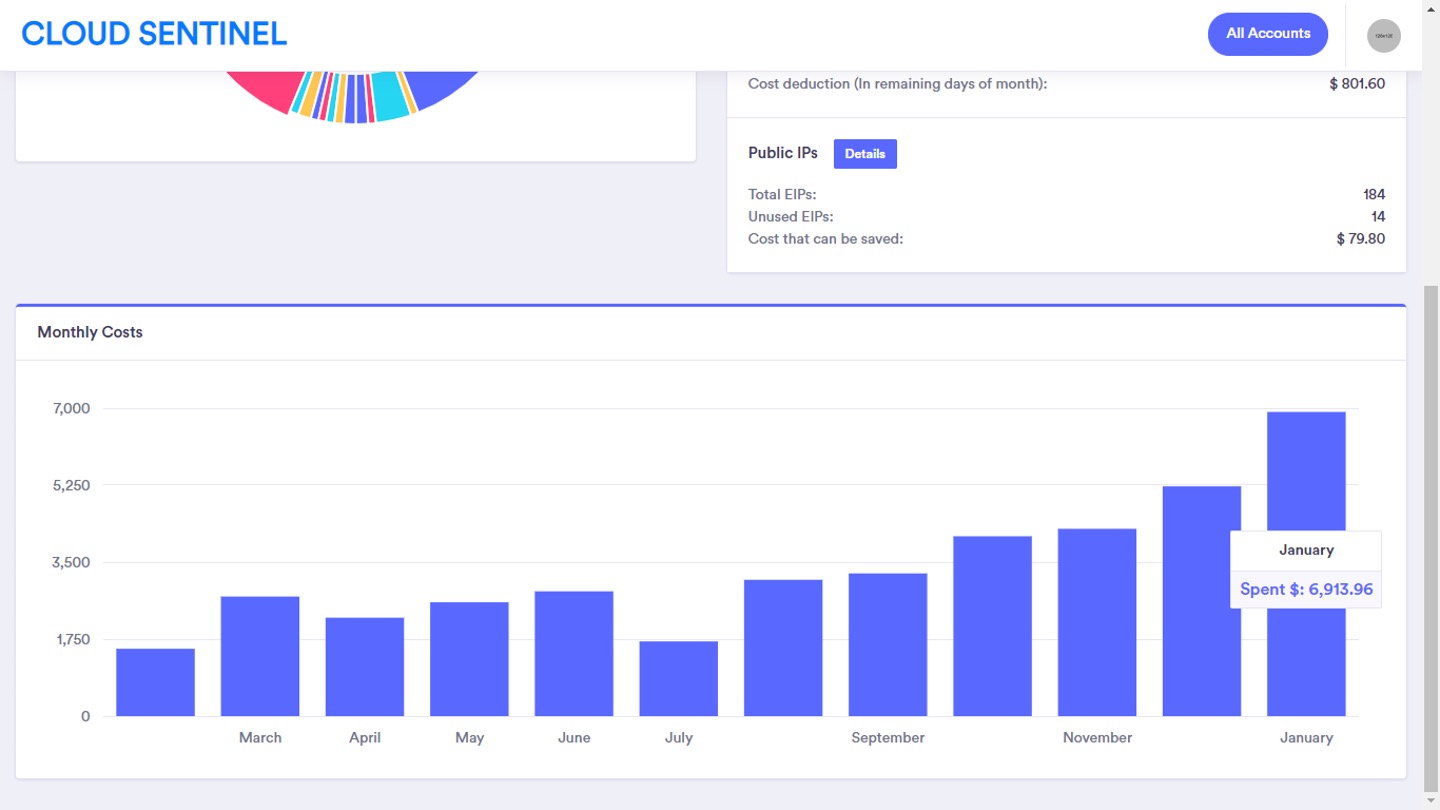 CLOUD SENTINEL
All Accounts
Cost deduction (In remaining days of month): $ 801.60
Public IPs Details
Total EIPs: 184
Unused EIPs: 14
Cost that can be saved: $ 79.80
Monthly Costs
7,000
5,250
3,500
1,750
0
January
Spent $: 6,913.96
March April May June July September November January